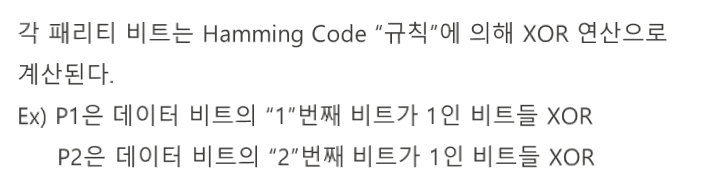 각 패리티 비트는 Hamming Code “규칙”에 의해 XOR 연산으로
계산된다.
Ex) P1은 데이터 비트의 “1”번째 비트가 1인 비트들 XOR
P2은 데이터 비트의 “2”번째 비트가 1인 비트들 XOR